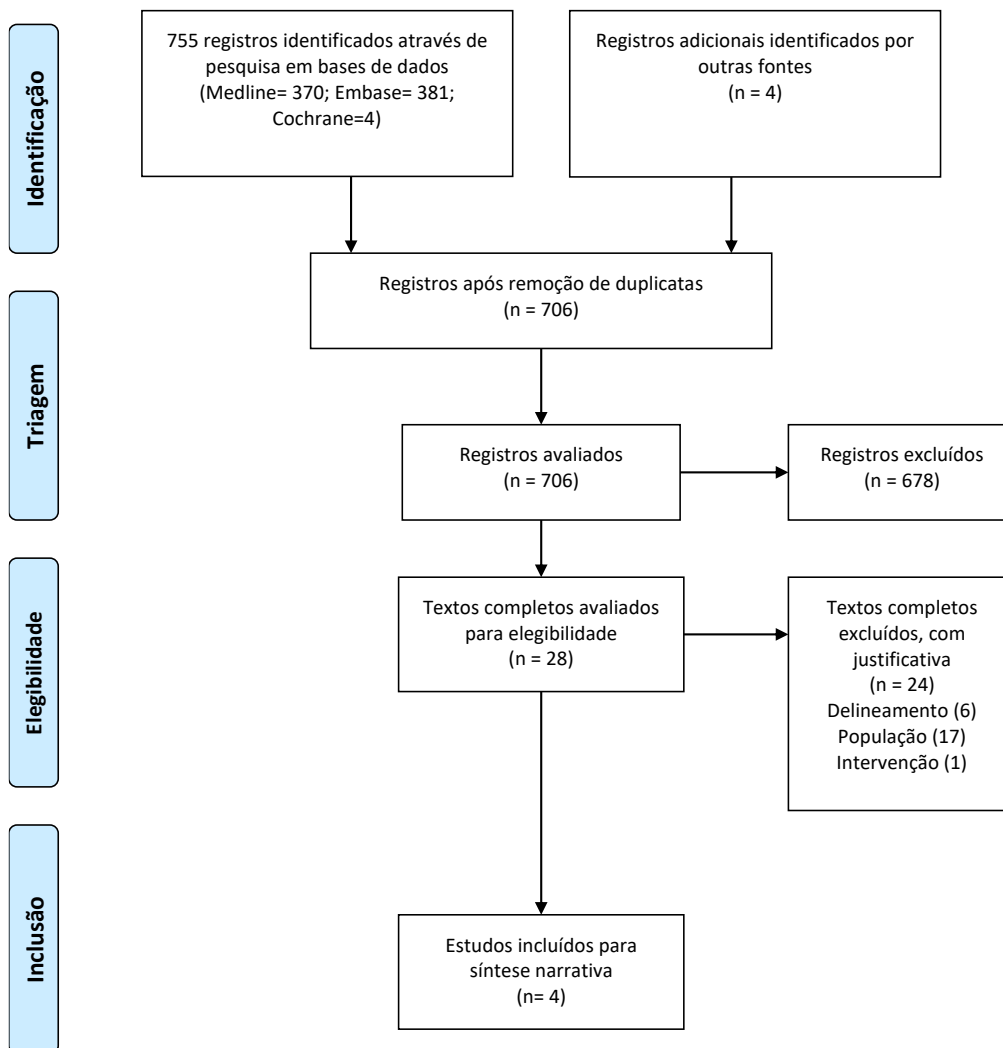 Identificação
755 registros identificados através de
pesquisa em bases de dados
(Medline= 370; Embase= 381;
Cochrane=4)
Registros adicionais identificados por
outras fontes
(n = 4)
Registros após remoção de duplicatas
(n = 706)
Triagem
Registros avaliados
(n = 706)
Registros excluídos
(n = 678)
Elegibilidade
Textos completos avaliados
para elegibilidade
(n = 28)
Textos completos
excluídos, com
justificativa
(n = 24)
Delineamento (6)
População (17)
Intervenção (1)
Inclusão
Estudos incluídos para
síntese narrativa
(n= 4)